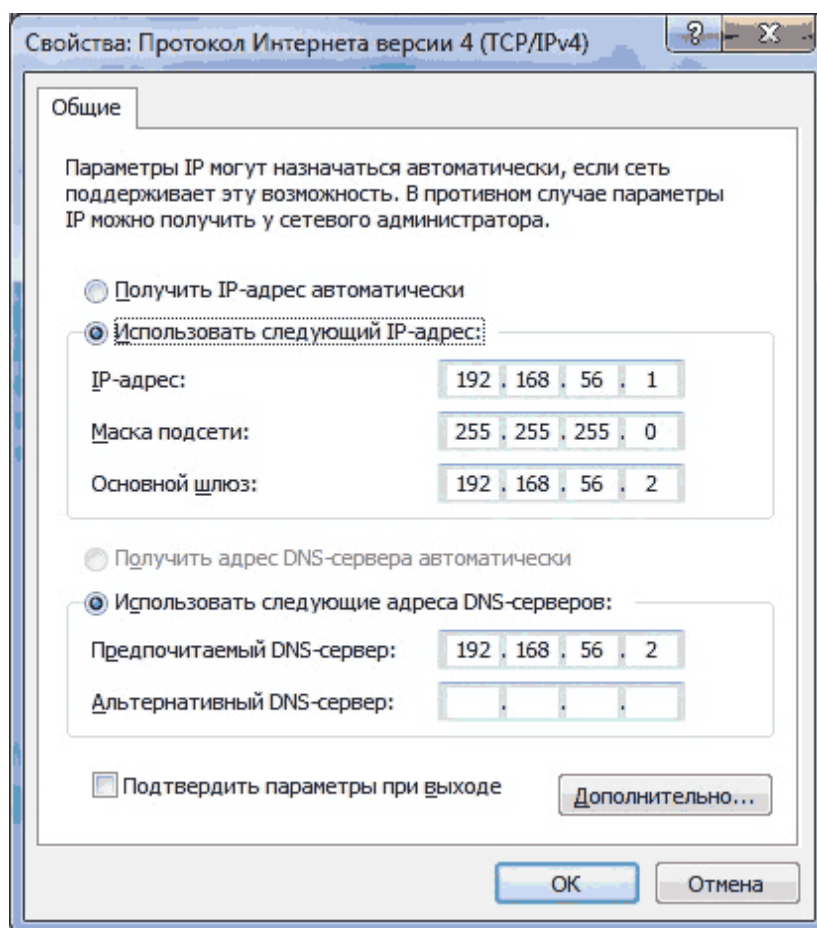 Свойства: Протокол Интернета версии 4 (TCP/IPv4)
Общие
Параметры IP могут назначаться автоматически, если сеть
поддерживает эту возможность. В противном случае параметры
IP можно получить у сетевого администратора.
Получить IP-адрес автоматически
Использовать следующий IP-адрес:
IP-адрес: 192 . 168 . 56 . 1
Маска подсети: 255 . 255 . 255 . 0
Основной шлюз: 192 . 168 . 56 . 2
Получить адрес DNS-сервера автоматически
Использовать следующие адреса DNS-серверов:
Предпочитаемый DNS-сервер: 192 . 168 . 56 . 2
Альтернативный DNS-сервер: . . .
Подтвердить параметры при выходе
Дополнительно...
ОК Отмена